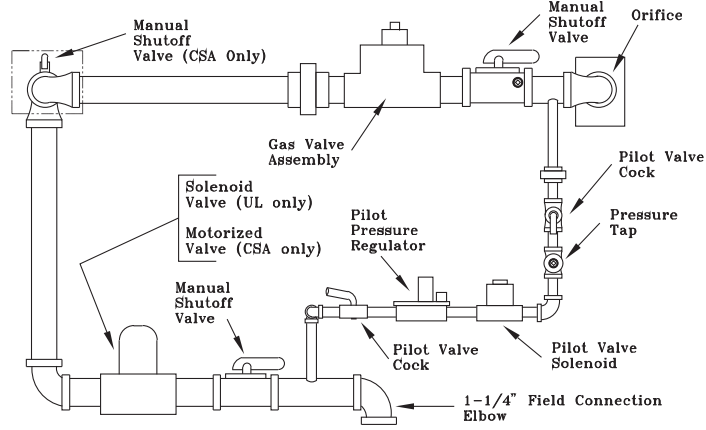 Manual
Shutoff
Valve (CSA Only)
Manual
Shutoff
Valve
Orifice
Gas Valve
Assembly
Pilot Valve
Cock
Solenoid
Valve (UL only)
Motorized
Valve (CSA only)
Pilot
Pressure
Regulator
Pressure
Tap
Manual
Shutoff
Valve
Pilot Valve
Cock
Pilot Valve
Solenoid
1-1/4" Field Connection
Elbow